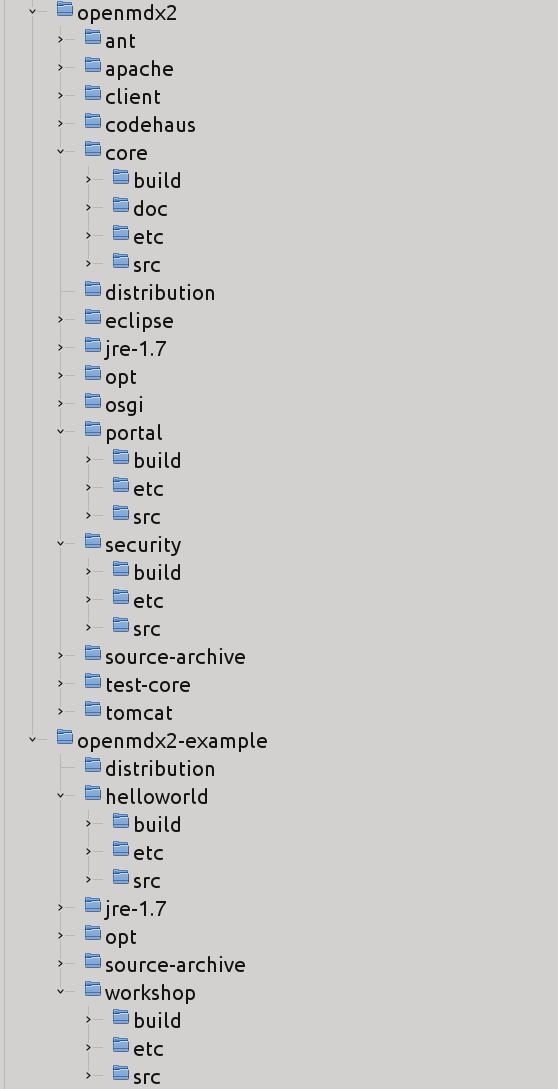 openmdx2
ant
apache
client
codehaus
core
build
doc
etc
src
distribution
eclipse
jre-1.7
opt
osgi
portal
build
etc
src
security
build
etc
src
source-archive
test-core
tomcat
openmdx2-example
distribution
helloworld
build
etc
src
jre-1.7
opt
source-archive
workshop
build
etc
src